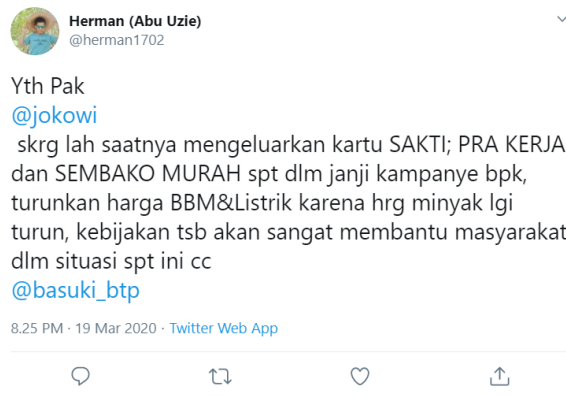 Herman (Abu Uzie)
@herman1702
Yth Pak
@jokowi
skrg lah saatnya mengeluarkan kartu SAKTI; PRA KERJA
dan SEMBAKO MURAH spt dlm janji kampanye bpk,
turunkan harga BBM&Listrik karena hrg minyak lgi
turun, kebijakan tsb akan sangat membantu masyarakat
dlm situasi spt ini cc
@basuki_btp
8.25 PM · 19 Mar 2020 · Twitter Web App